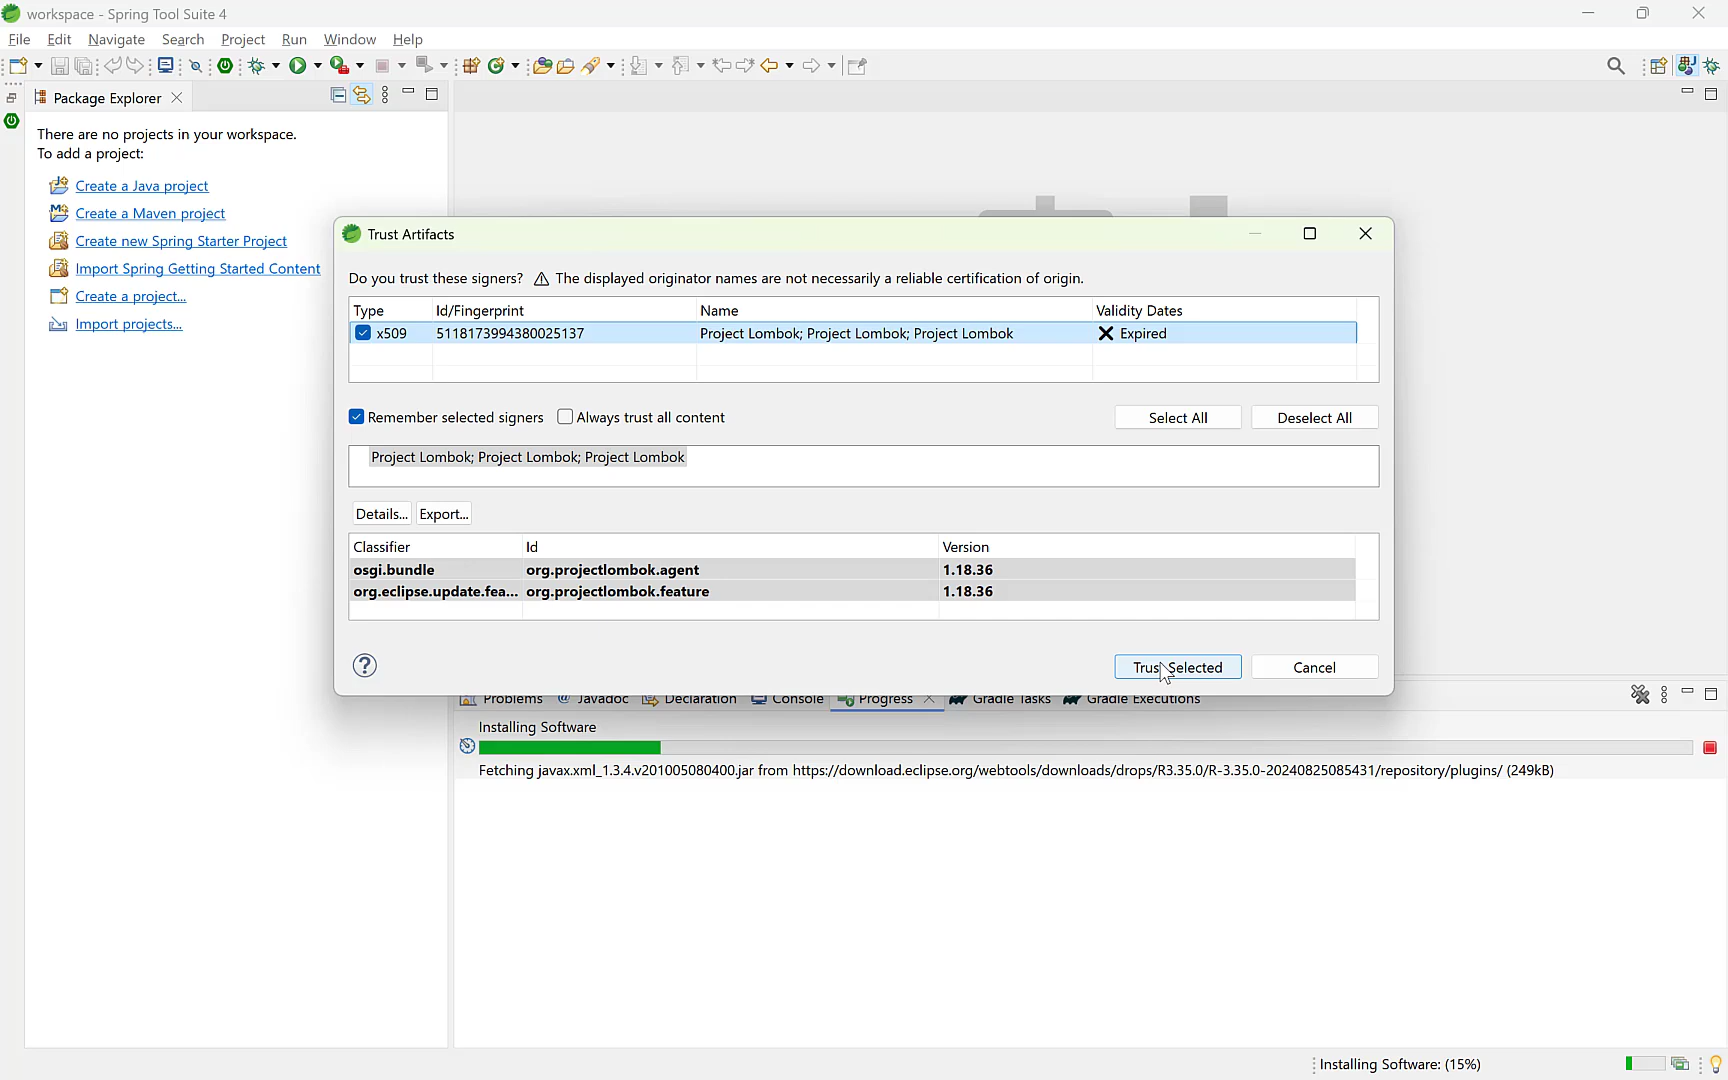 workspace - Spring Tool Suite 4
File Edit Navigate Search Project Run Window Help
Package Explorer
There are no projects in your workspace.
To add a project:
Create a Java project
Create a Maven project
Create new Spring Starter Project
Import Spring Getting Started Content
Create a project...
Import projects...
Trust Artifacts
Do you trust these signers? The displayed originator names are not necessarily a reliable certification of origin.
Type Id/Fingerprint Name Validity Dates
x509 5118173994380025137 Project Lombok; Project Lombok; Project Lombok Expired
Remember selected signers Always trust all content Select All Deselect All
Project Lombok; Project Lombok; Project Lombok
Details... Export...
Classifier Id Version
osgi.bundle org.projectlombok.agent 1.18.36
org.eclipse.update.fea... org.projectlombok.feature 1.18.36
Trust Selected Cancel
Problems Javadoc Declaration Console Progress Gradle Tasks Gradle Executions
Installing Software
Fetching javax.xml_1.3.4.v201005080400.jar from https://download.eclipse.org/webtools/downloads/drops/R3.35.0/R-3.35.0-20240825085431/repository/plugins/ (249kB)
Installing Software: (15%)